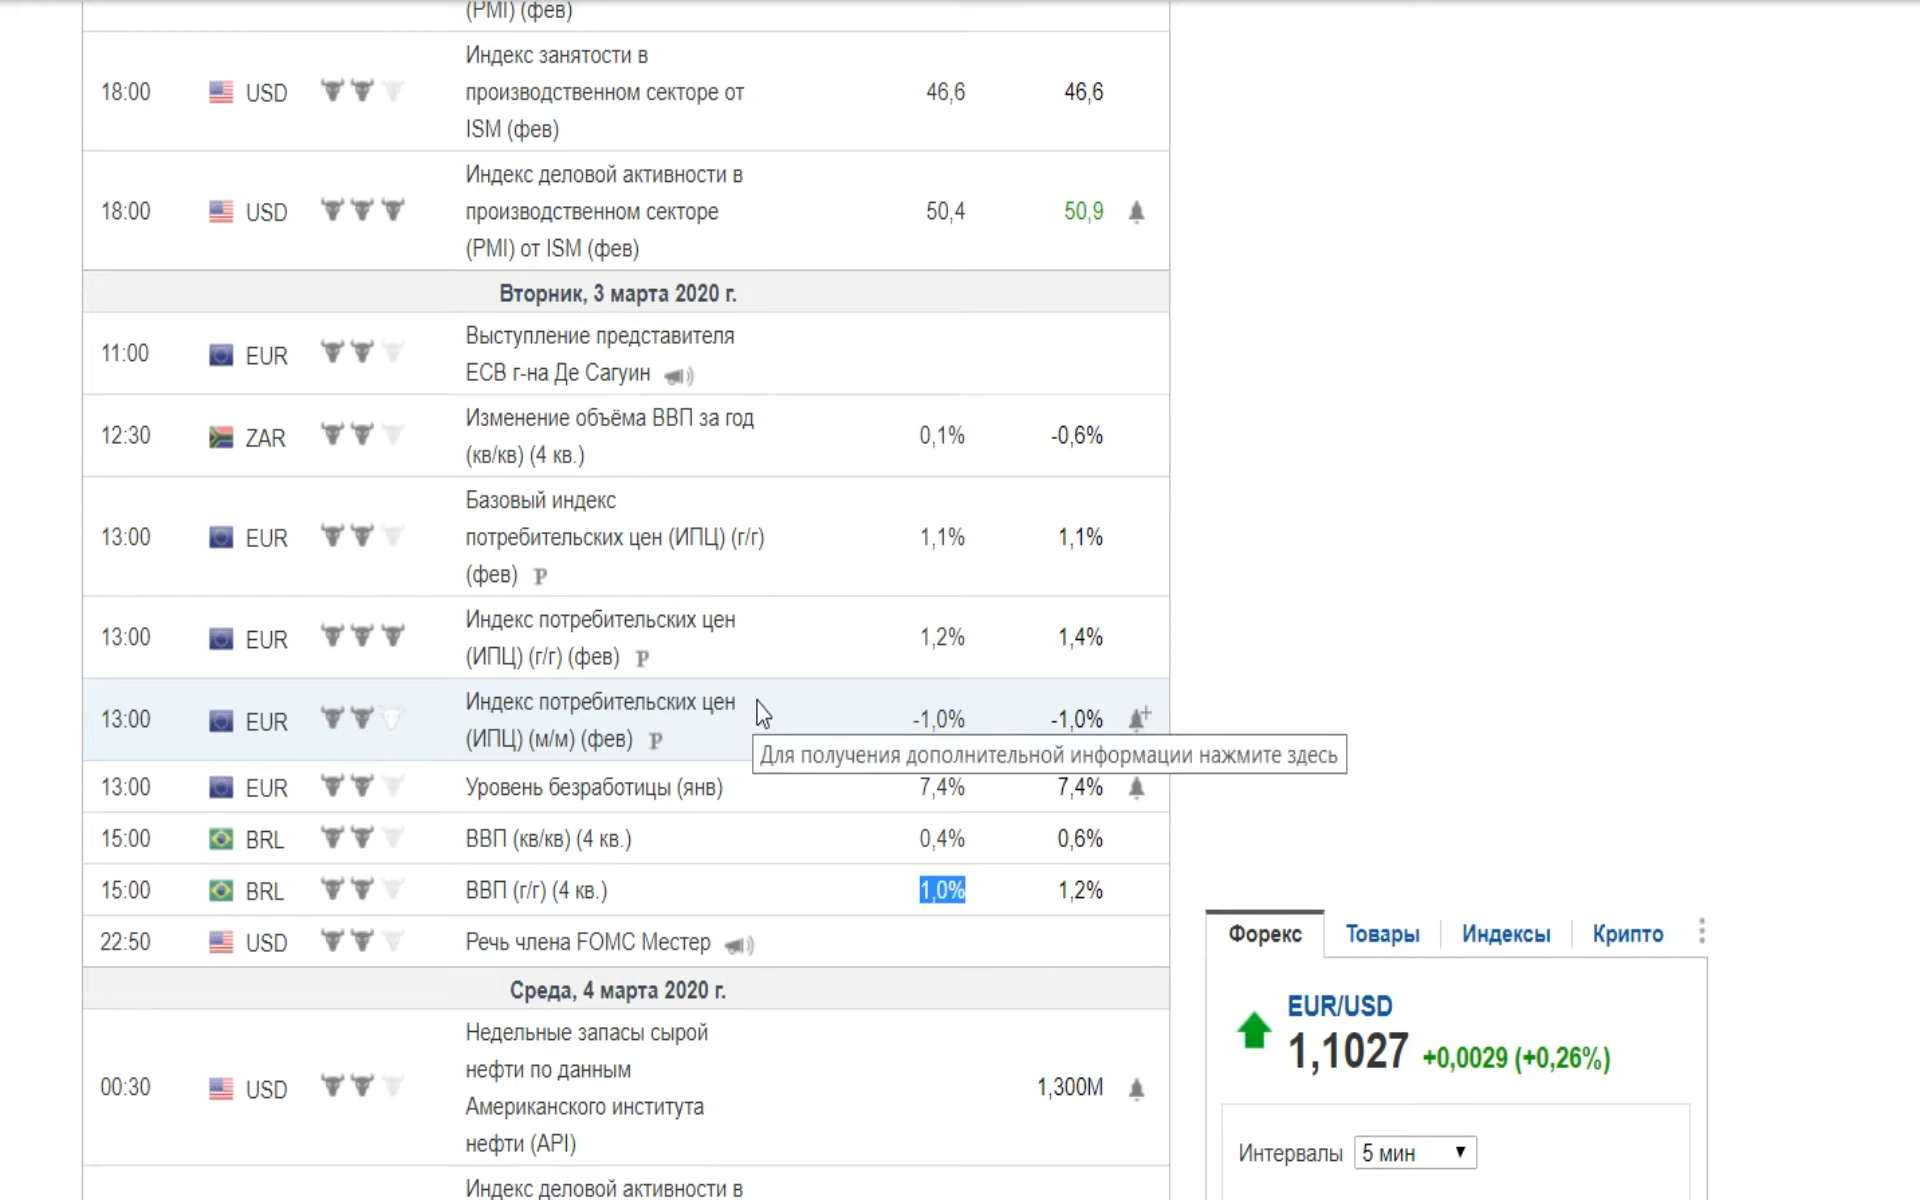 (PMI) (фев)
Индекс занятости в
18:00 USD производственном секторе от 46,6 46,6
ISM (фев)
Индекс деловой активности в
18:00 USD производственном секторе 50,4 50,9
(PMI) от ISM (фев)
Вторник, 3 марта 2020 г.
Выступление представителя
11:00 EUR
ЕСВ г-на Де Сагуин
Изменение объёма ВВП за год
12:30 ZAR 0,1% -0,6%
(кв/кв) (4 кв.)
Базовый индекс
13:00 EUR потребительских цен (ИПЦ) (г/г) 1,1% 1,1%
(фев) P
Индекс потребительских цен
13:00 EUR 1,2% 1,4%
(ИПЦ) (г/г) (фев) P
Индекс потребительских цен
13:00 EUR -1,0% -1,0%
(ИПЦ) (м/м) (фев) P
Для получения дополнительной информации нажмите здесь
13:00 EUR Уровень безработицы (янв) 7,4% 7,4%
15:00 BRL ВВП (кв/кв) (4 кв.) 0,4% 0,6%
15:00 BRL ВВП (г/г) (4 кв.) 1,0% 1,2%
22:50 USD Речь члена FOMC Местер
Среда, 4 марта 2020 г.
Недельные запасы сырой
нефти по данным
00:30 USD 1,300M
Американского института
нефти (API)
Индекс деловой активности в
Форекс Товары Индексы Крипто
EUR/USD
1,1027 +0,0029 (+0,26%)
Интервалы 5 мин